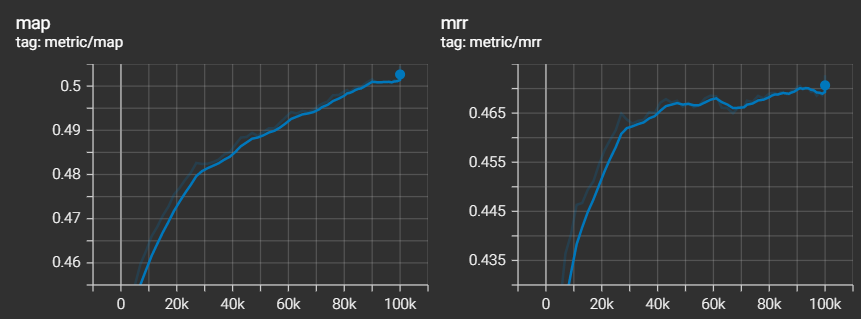 map
tag: metric/map
0.5
0.49
0.48
0.47
0.46
0 20k 40k 60k 80k 100k
mrr
tag: metric/mrr
0.465
0.455
0.445
0.435
0 20k 40k 60k 80k 100k